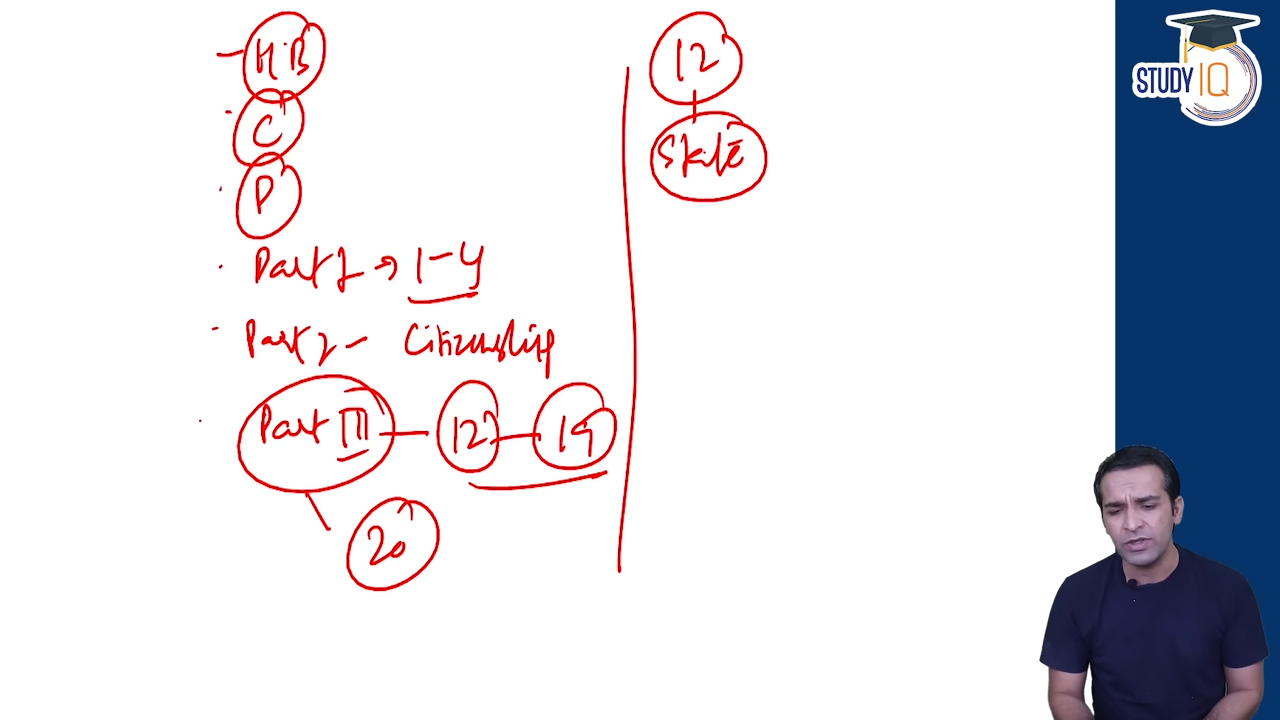 H.B
C
P
Part 1 → 1-4
Part 2 - Citizenship
Part III - 12 - 19
20
12
State
STUDY IQ